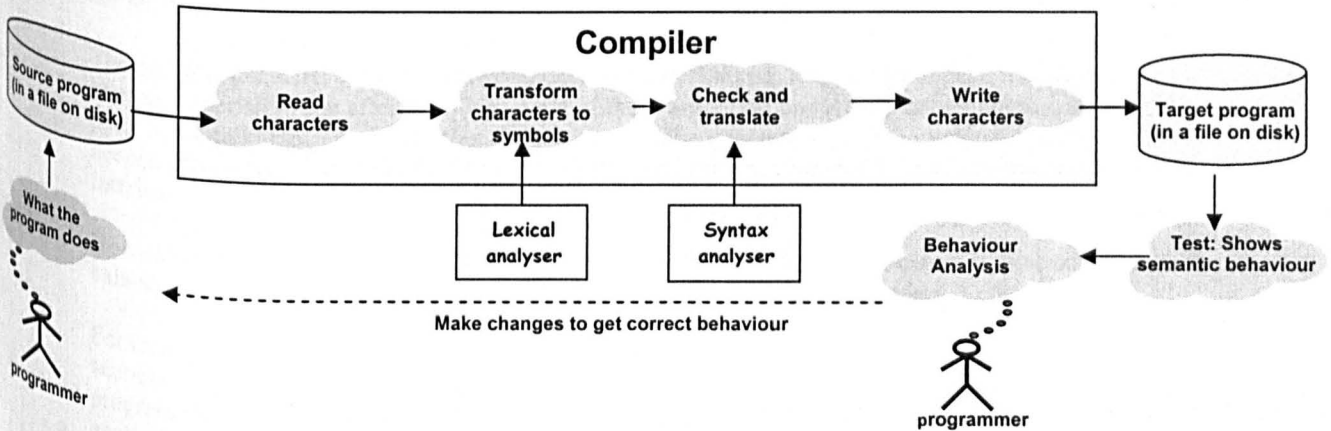 Compiler
Source program
(in a file on disk)
Read
characters
Transform
characters to
symbols
Check and
translate
Write
characters
Target program
(in a file on disk)
What the
program does
Lexical
analyser
Syntax
analyser
Behaviour
Analysis
Test: Shows
semantic behaviour
Make changes to get correct behaviour
programmer
programmer